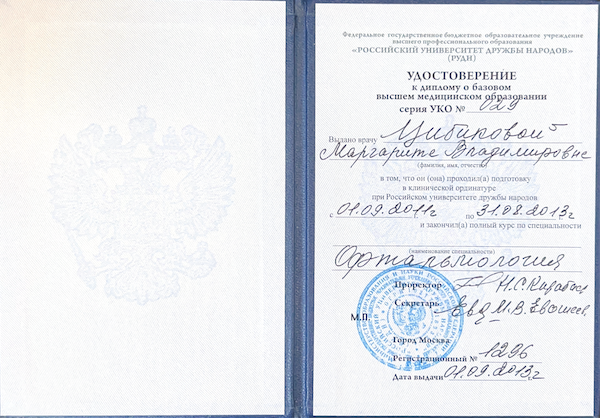 Федеральное государственное бюджетное образовательное учреждение
высшего профессионального образования
«РОССИЙСКИЙ УНИВЕРСИТЕТ ДРУЖБЫ НАРОДОВ»
(РУДН)
УДОСТОВЕРЕНИЕ
к диплому о базовом
высшем медицинском образовании
серия УКО № 029
Выдано врачу Цибиковой
Маргарите Владимировне
(фамилия, имя, отчество)
в том, что он (она) проходил(а) подготовку
в клинической ординатуре
при Российском университете дружбы народов
с 01.09.2011г по 31.08.2013г
и закончил(а) полный курс по специальности
(наименование специальности)
Офтальмология
Проректор Н.С.
Секретарь М.В.
М.П.
Город Москва
Регистрационный № 1296
Дата выдачи 01.09.2013г